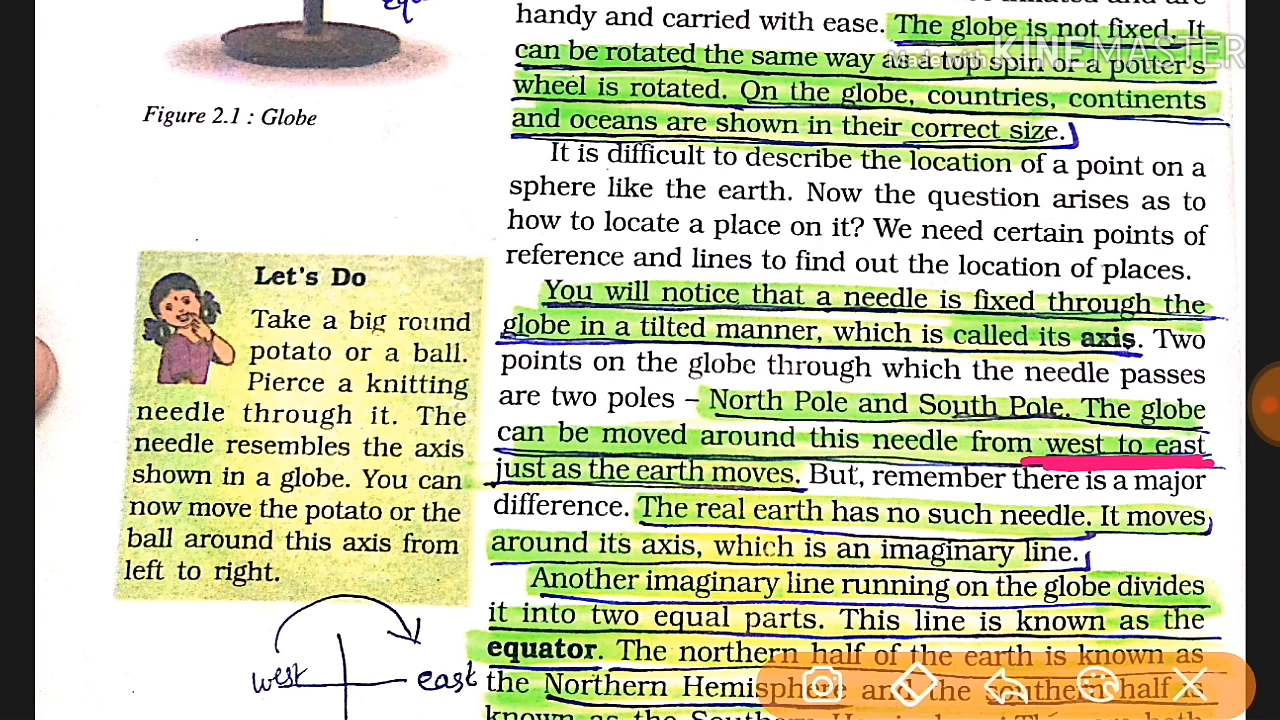 handy and carried with ease. The globe is not fixed. It
can be rotated the same way as a top spin or a potter's
wheel is rotated. On the globe, countries, continents
and oceans are shown in their correct size.
Made with KINEMASTER
Figure 2.1 : Globe
It is difficult to describe the location of a point on a
sphere like the earth. Now the question arises as to
how to locate a place on it? We need certain points of
reference and lines to find out the location of places.
You will notice that a needle is fixed through the
globe in a tilted manner, which is called its axis. Two
points on the globe through which the needle passes
are two poles – North Pole and South Pole. The globe
can be moved around this needle from west to east
just as the earth moves. But, remember there is a major
difference. The real earth has no such needle. It moves
around its axis, which is an imaginary line.
Another imaginary line running on the globe divides
it into two equal parts. This line is known as the
equator. The northern half of the earth is known as
the Northern Hemisphere and the southern half is
known as the
Let's Do
Take a big round
potato or a ball.
Pierce a knitting
needle through it. The
needle resembles the axis
shown in a globe. You can
now move the potato or the
ball around this axis from
left to right.
west
east